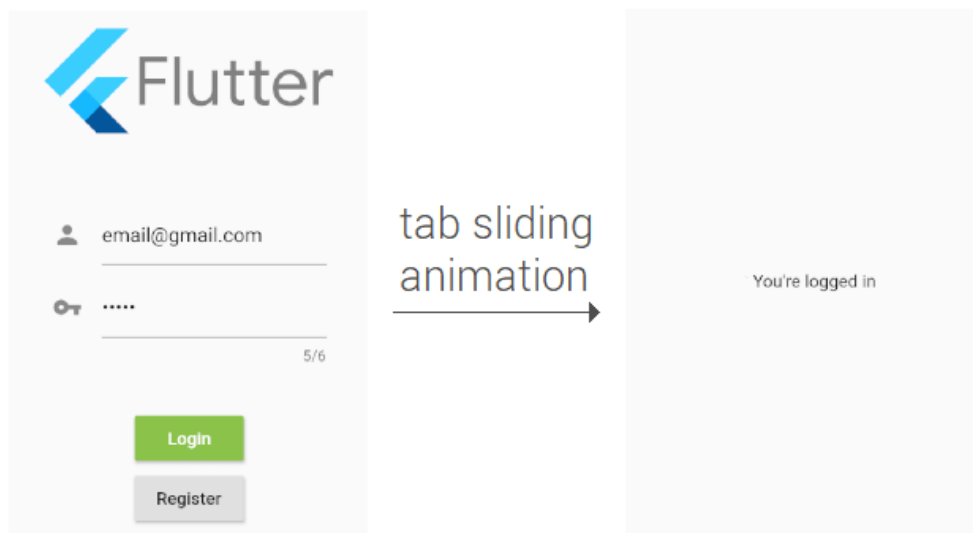 Flutter
email@gmail.com
•••••
5/6
Login
Register
tab sliding
animation
You're logged in